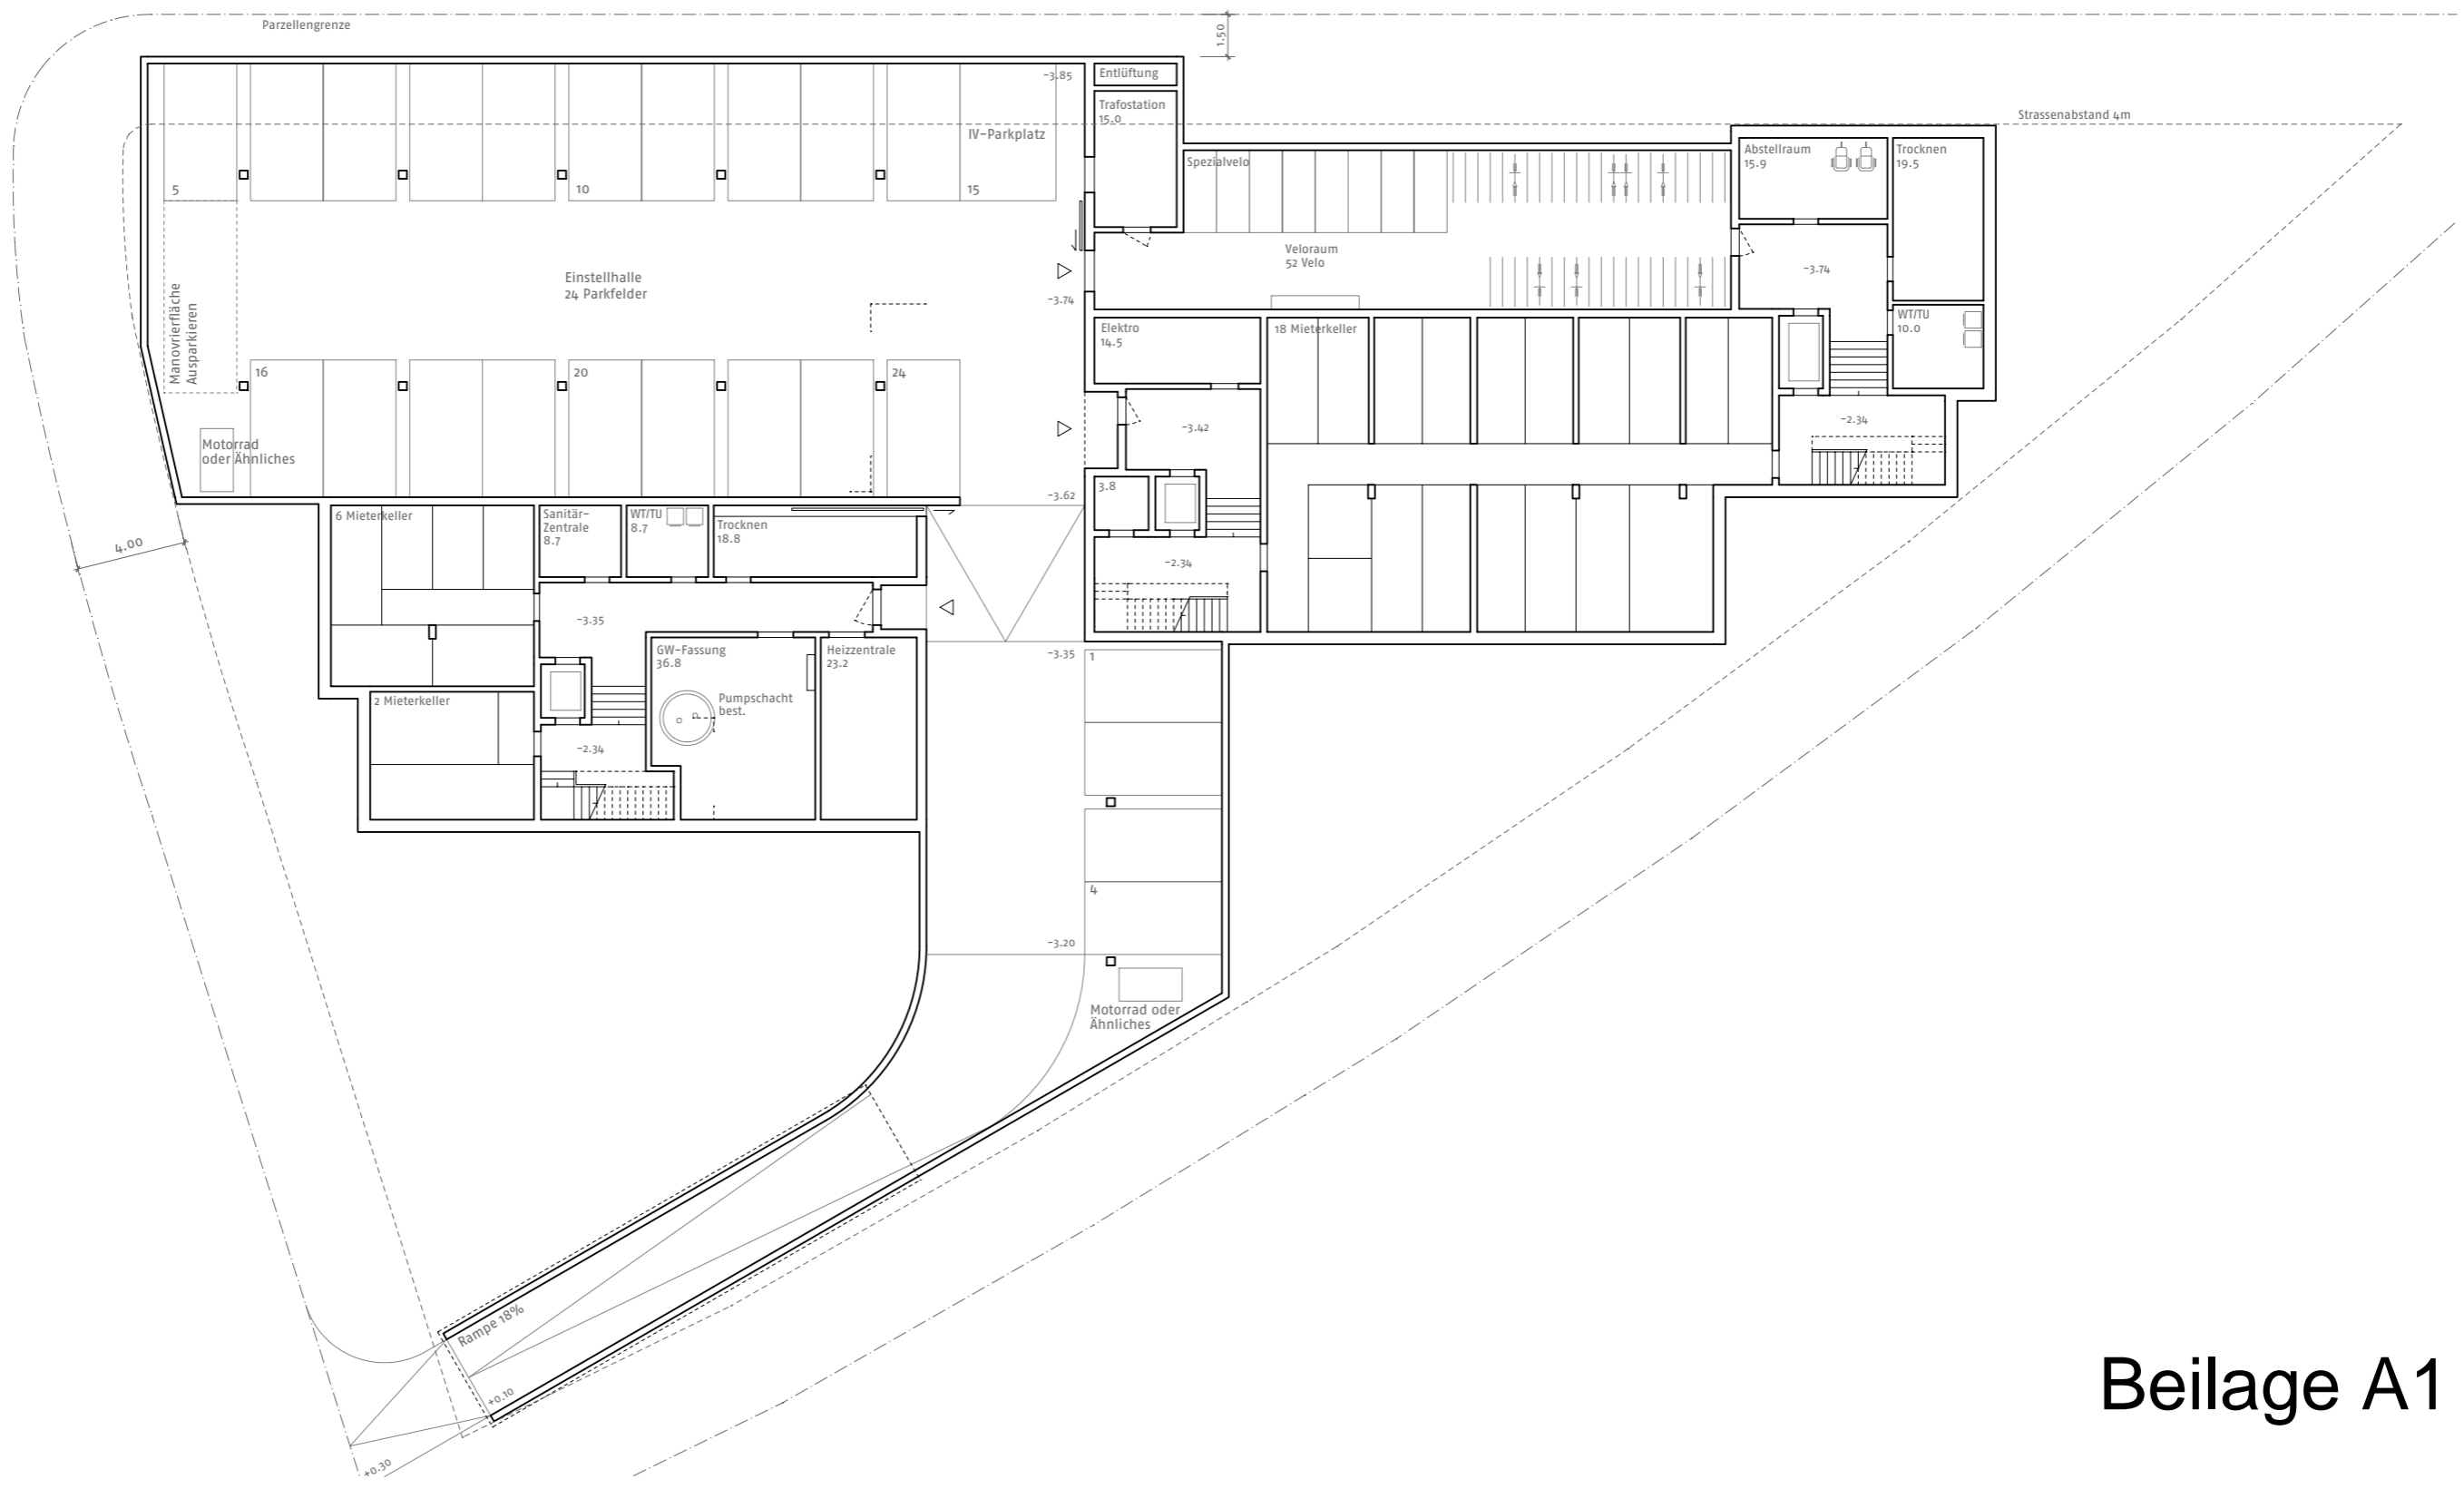 Parzellengrenze
1.50
-3.85
Entlüftung
Trafostation
15.0
Strassenabstand 4m
IV-Parkplatz
Spezialvelo
Abstellraum
15.9
Trocknen
19.5
5
10
15
Veloraum
52 Velo
-3.74
Einstellhalle
24 Parkfelder
-3.74
Manovrierfläche
Ausparkieren
Elektro
14.5
18 Mieterkeller
WT/TU
10.0
16
20
24
-3.42
-2.34
Motorrad
oder Ähnliches
3.8
-3.62
6 Mieterkeller
Sanitär-
Zentrale
8.7
WT/TU
8.7
Trocknen
18.8
4.00
-2.34
-3.35
GW-Fassung
36.8
Heizzentrale
23.2
-3.35
1
2 Mieterkeller
Pumpschacht
best.
-2.34
4
-3.20
Motorrad oder
Ähnliches
Rampe 18%
+0.10
+0.30
Beilage A1